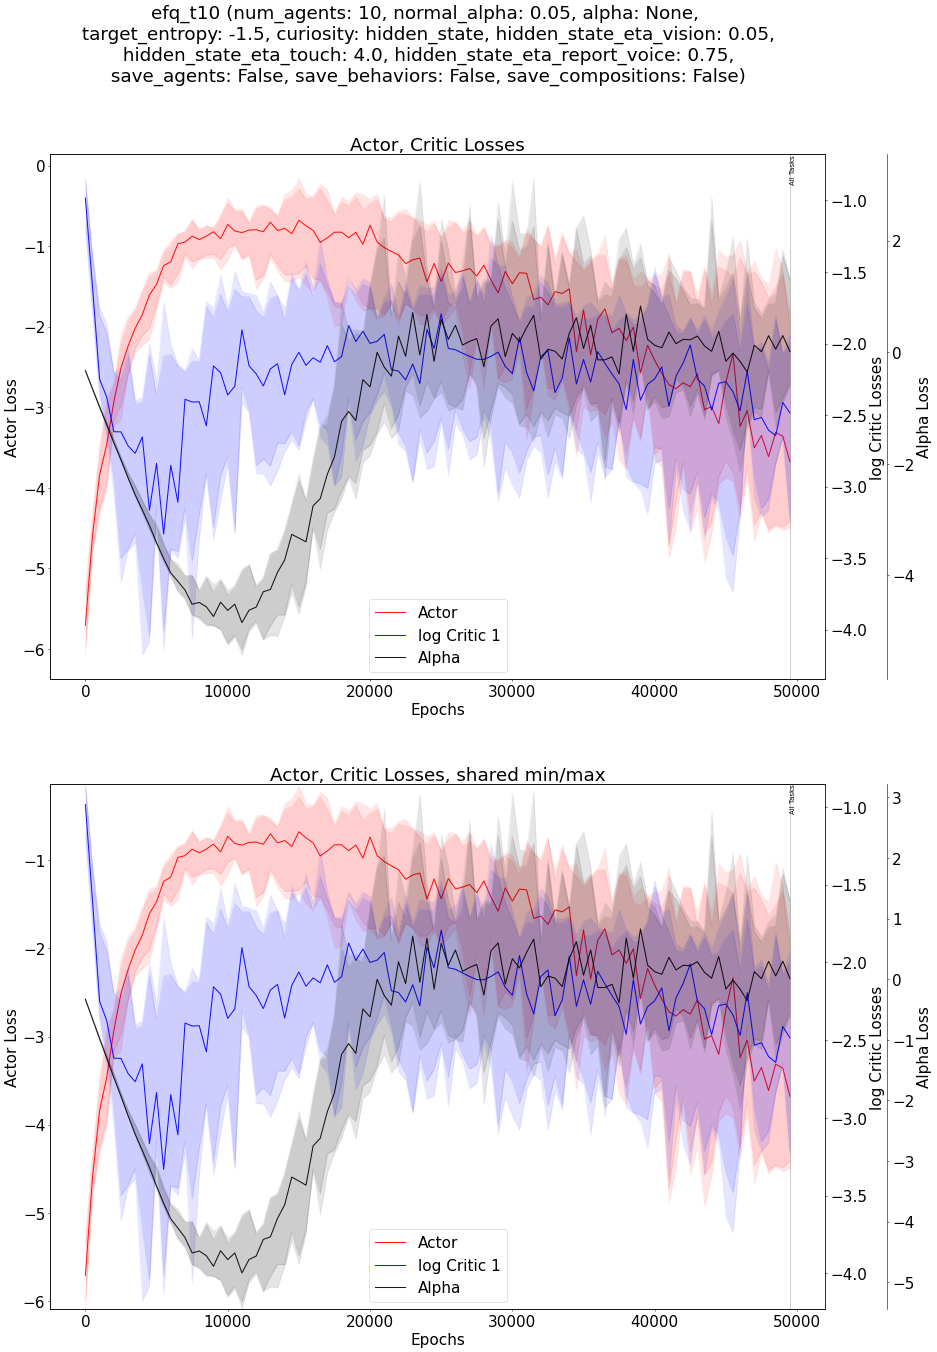 efq_t10 (num_agents: 10, normal_alpha: 0.05, alpha: None,
target_entropy: -1.5, curiosity: hidden_state, hidden_state_eta_vision: 0.05,
hidden_state_eta_touch: 4.0, hidden_state_eta_report_voice: 0.75,
save_agents: False, save_behaviors: False, save_compositions: False)
Actor, Critic Losses
All Tasks
0
−1
−2
−3
−4
−5
−6
Actor Loss
−1.0
−1.5
−2.0
−2.5
−3.0
−3.5
−4.0
log Critic Losses
2
0
−2
−4
Alpha Loss
Actor
log Critic 1
Alpha
0
10000
20000
30000
40000
50000
Epochs
Actor, Critic Losses, shared min/max
All Tasks
−1
−2
−3
−4
−5
−6
Actor Loss
−1.0
−1.5
−2.0
−2.5
−3.0
−3.5
−4.0
log Critic Losses
3
2
1
0
−1
−2
−3
−4
−5
Alpha Loss
Actor
log Critic 1
Alpha
0
10000
20000
30000
40000
50000
Epochs